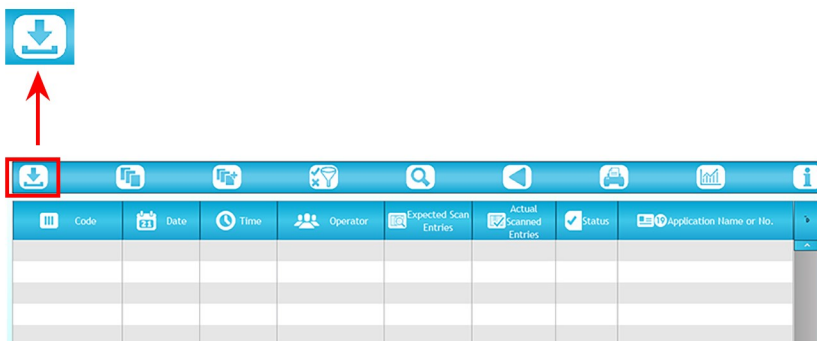 Code
21
Date
Time
Operator
Expected Scan
Entries
Actual
Scanned
Entries
Status
19
Application Name or No.